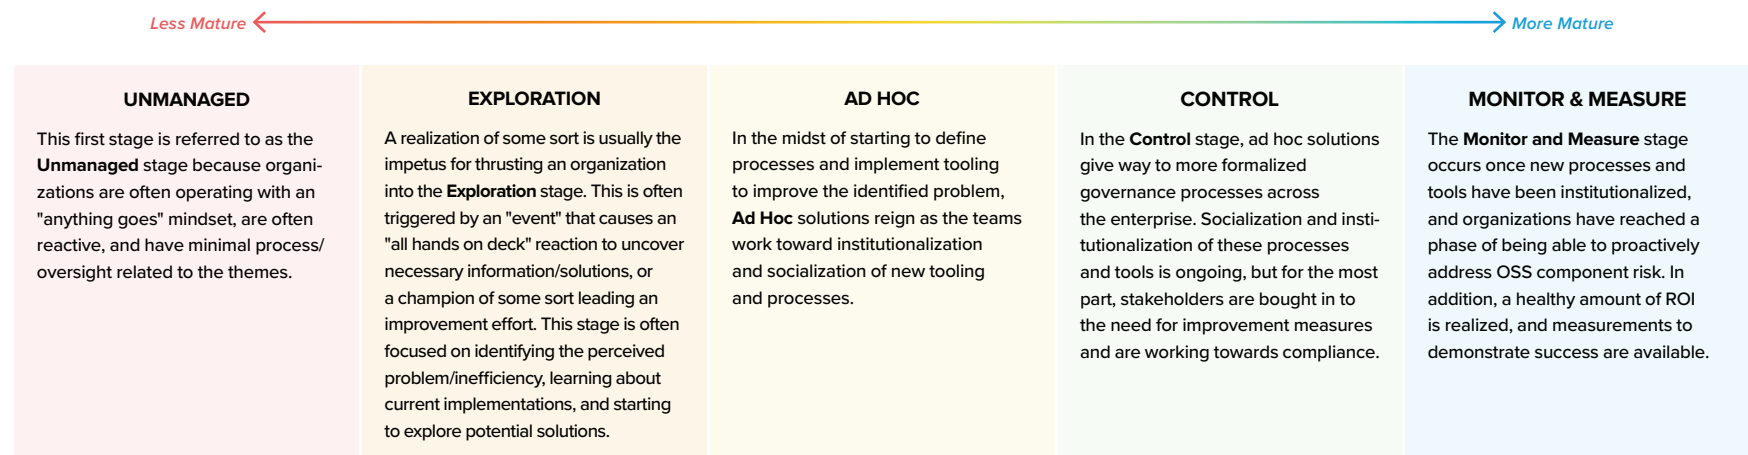 Less Mature
More Mature
UNMANAGED
This first stage is referred to as the
Unmanaged stage because organi-
zations are often operating with an
"anything goes" mindset, are often
reactive, and have minimal process/
oversight related to the themes.
EXPLORATION
A realization of some sort is usually the
impetus for thrusting an organization
into the Exploration stage. This is often
triggered by an "event" that causes an
"all hands on deck" reaction to uncover
necessary information/solutions, or
a champion of some sort leading an
improvement effort. This stage is often
focused on identifying the perceived
problem/inefficiency, learning about
current implementations, and starting
to explore potential solutions.
AD HOC
In the midst of starting to define
processes and implement tooling
to improve the identified problem,
Ad Hoc solutions reign as the teams
work toward institutionalization
and socialization of new tooling
and processes.
CONTROL
In the Control stage, ad hoc solutions
give way to more formalized
governance processes across
the enterprise. Socialization and insti-
tutionalization of these processes
and tools is ongoing, but for the most
part, stakeholders are bought in to
the need for improvement measures
and are working towards compliance.
MONITOR & MEASURE
The Monitor and Measure stage
occurs once new processes and
tools have been institutionalized,
and organizations have reached a
phase of being able to proactively
address OSS component risk. In
addition, a healthy amount of ROI
is realized, and measurements to
demonstrate success are available.